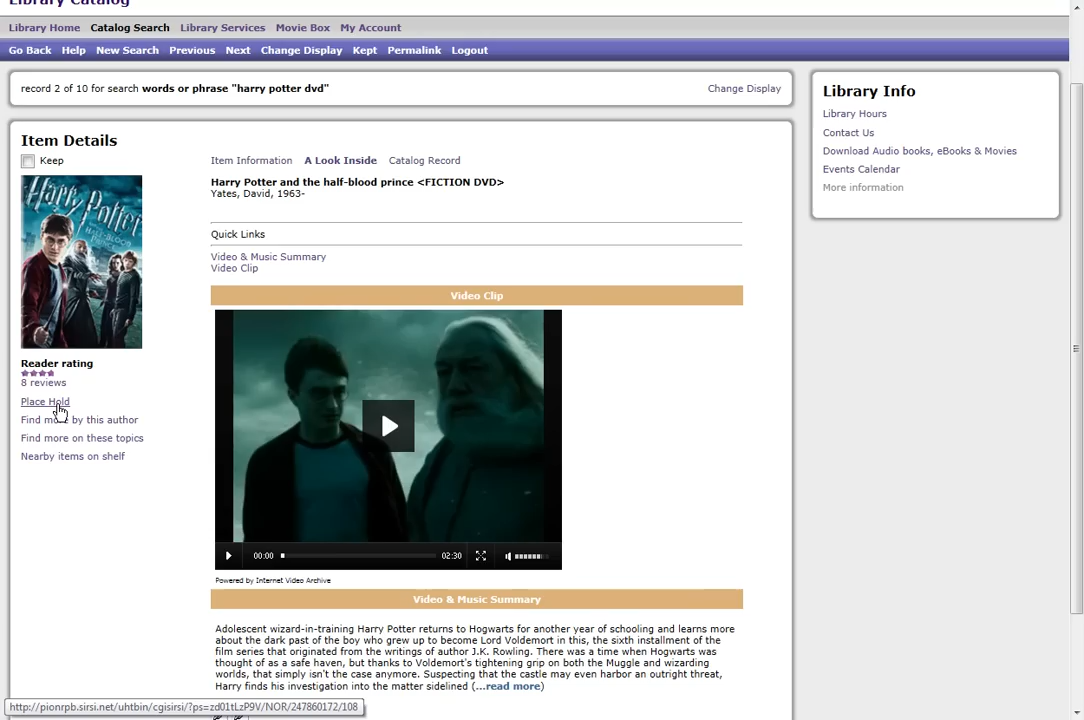 Library Catalog
Library Home Catalog Search Library Services Movie Box My Account
Go Back Help New Search Previous Next Change Display Kept Permalink Logout
record 2 of 10 for search words or phrase "harry potter dvd" Change Display
Library Info
Library Hours
Contact Us
Download Audio books, eBooks & Movies
Events Calendar
More information
Item Details
Keep
Harry Potter
HALF-BLOOD
PRINCE
Reader rating
8 reviews
Place Hold
Find more by this author
Find more on these topics
Nearby items on shelf
Item Information A Look Inside Catalog Record
Harry Potter and the half-blood prince <FICTION DVD>
Yates, David, 1963-
Quick Links
Video & Music Summary
Video Clip
Video Clip
00:00 02:30
Powered by Internet Video Archive
Video & Music Summary
Adolescent wizard-in-training Harry Potter returns to Hogwarts for another year of schooling and learns more
about the dark past of the boy who grew up to become Lord Voldemort in this, the sixth installment of the
film series that originated from the writings of author J.K. Rowling. There was a time when Hogwarts was
thought of as a safe haven, but thanks to Voldemort's tightening grip on both the Muggle and wizarding
worlds, that simply isn't the case anymore. Suspecting that the castle may even harbor an outright threat,
Harry finds his investigation into the matter sidelined (...read more)
http://pionrpb.sirsi.net/uhtbin/cgisirsi/?ps=zd01tLzP9V/NOR/247860172/108